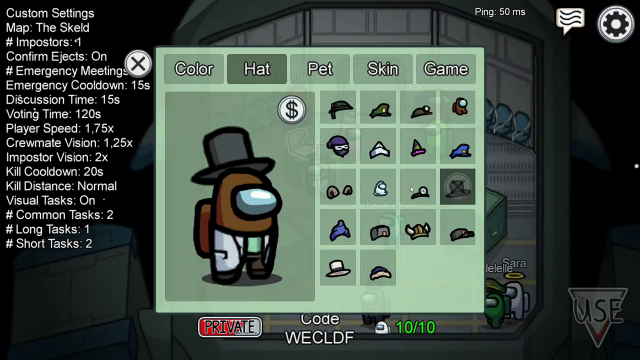 Custom Settings
Map: The Skeld
# Impostors: 1
Confirm Ejects: On
# Emergency Meetings
Emergency Cooldown: 15s
Discussion Time: 15s
Voting Time: 120s
Player Speed: 1,75x
Crewmate Vision: 1,25x
Impostor Vision: 2x
Kill Cooldown: 20s
Kill Distance: Normal
Visual Tasks: On
# Common Tasks: 2
# Long Tasks: 1
# Short Tasks: 2
Ping: 50 ms
Color
Hat
Pet
Skin
Game
$
Sara
lelelle
USE
PRIVATE
Code
WECLDF
10/10